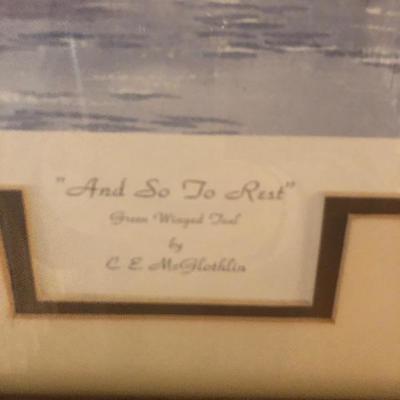 "And So To Rest"
Green Winged Teal
by
C. E. McGlothlin